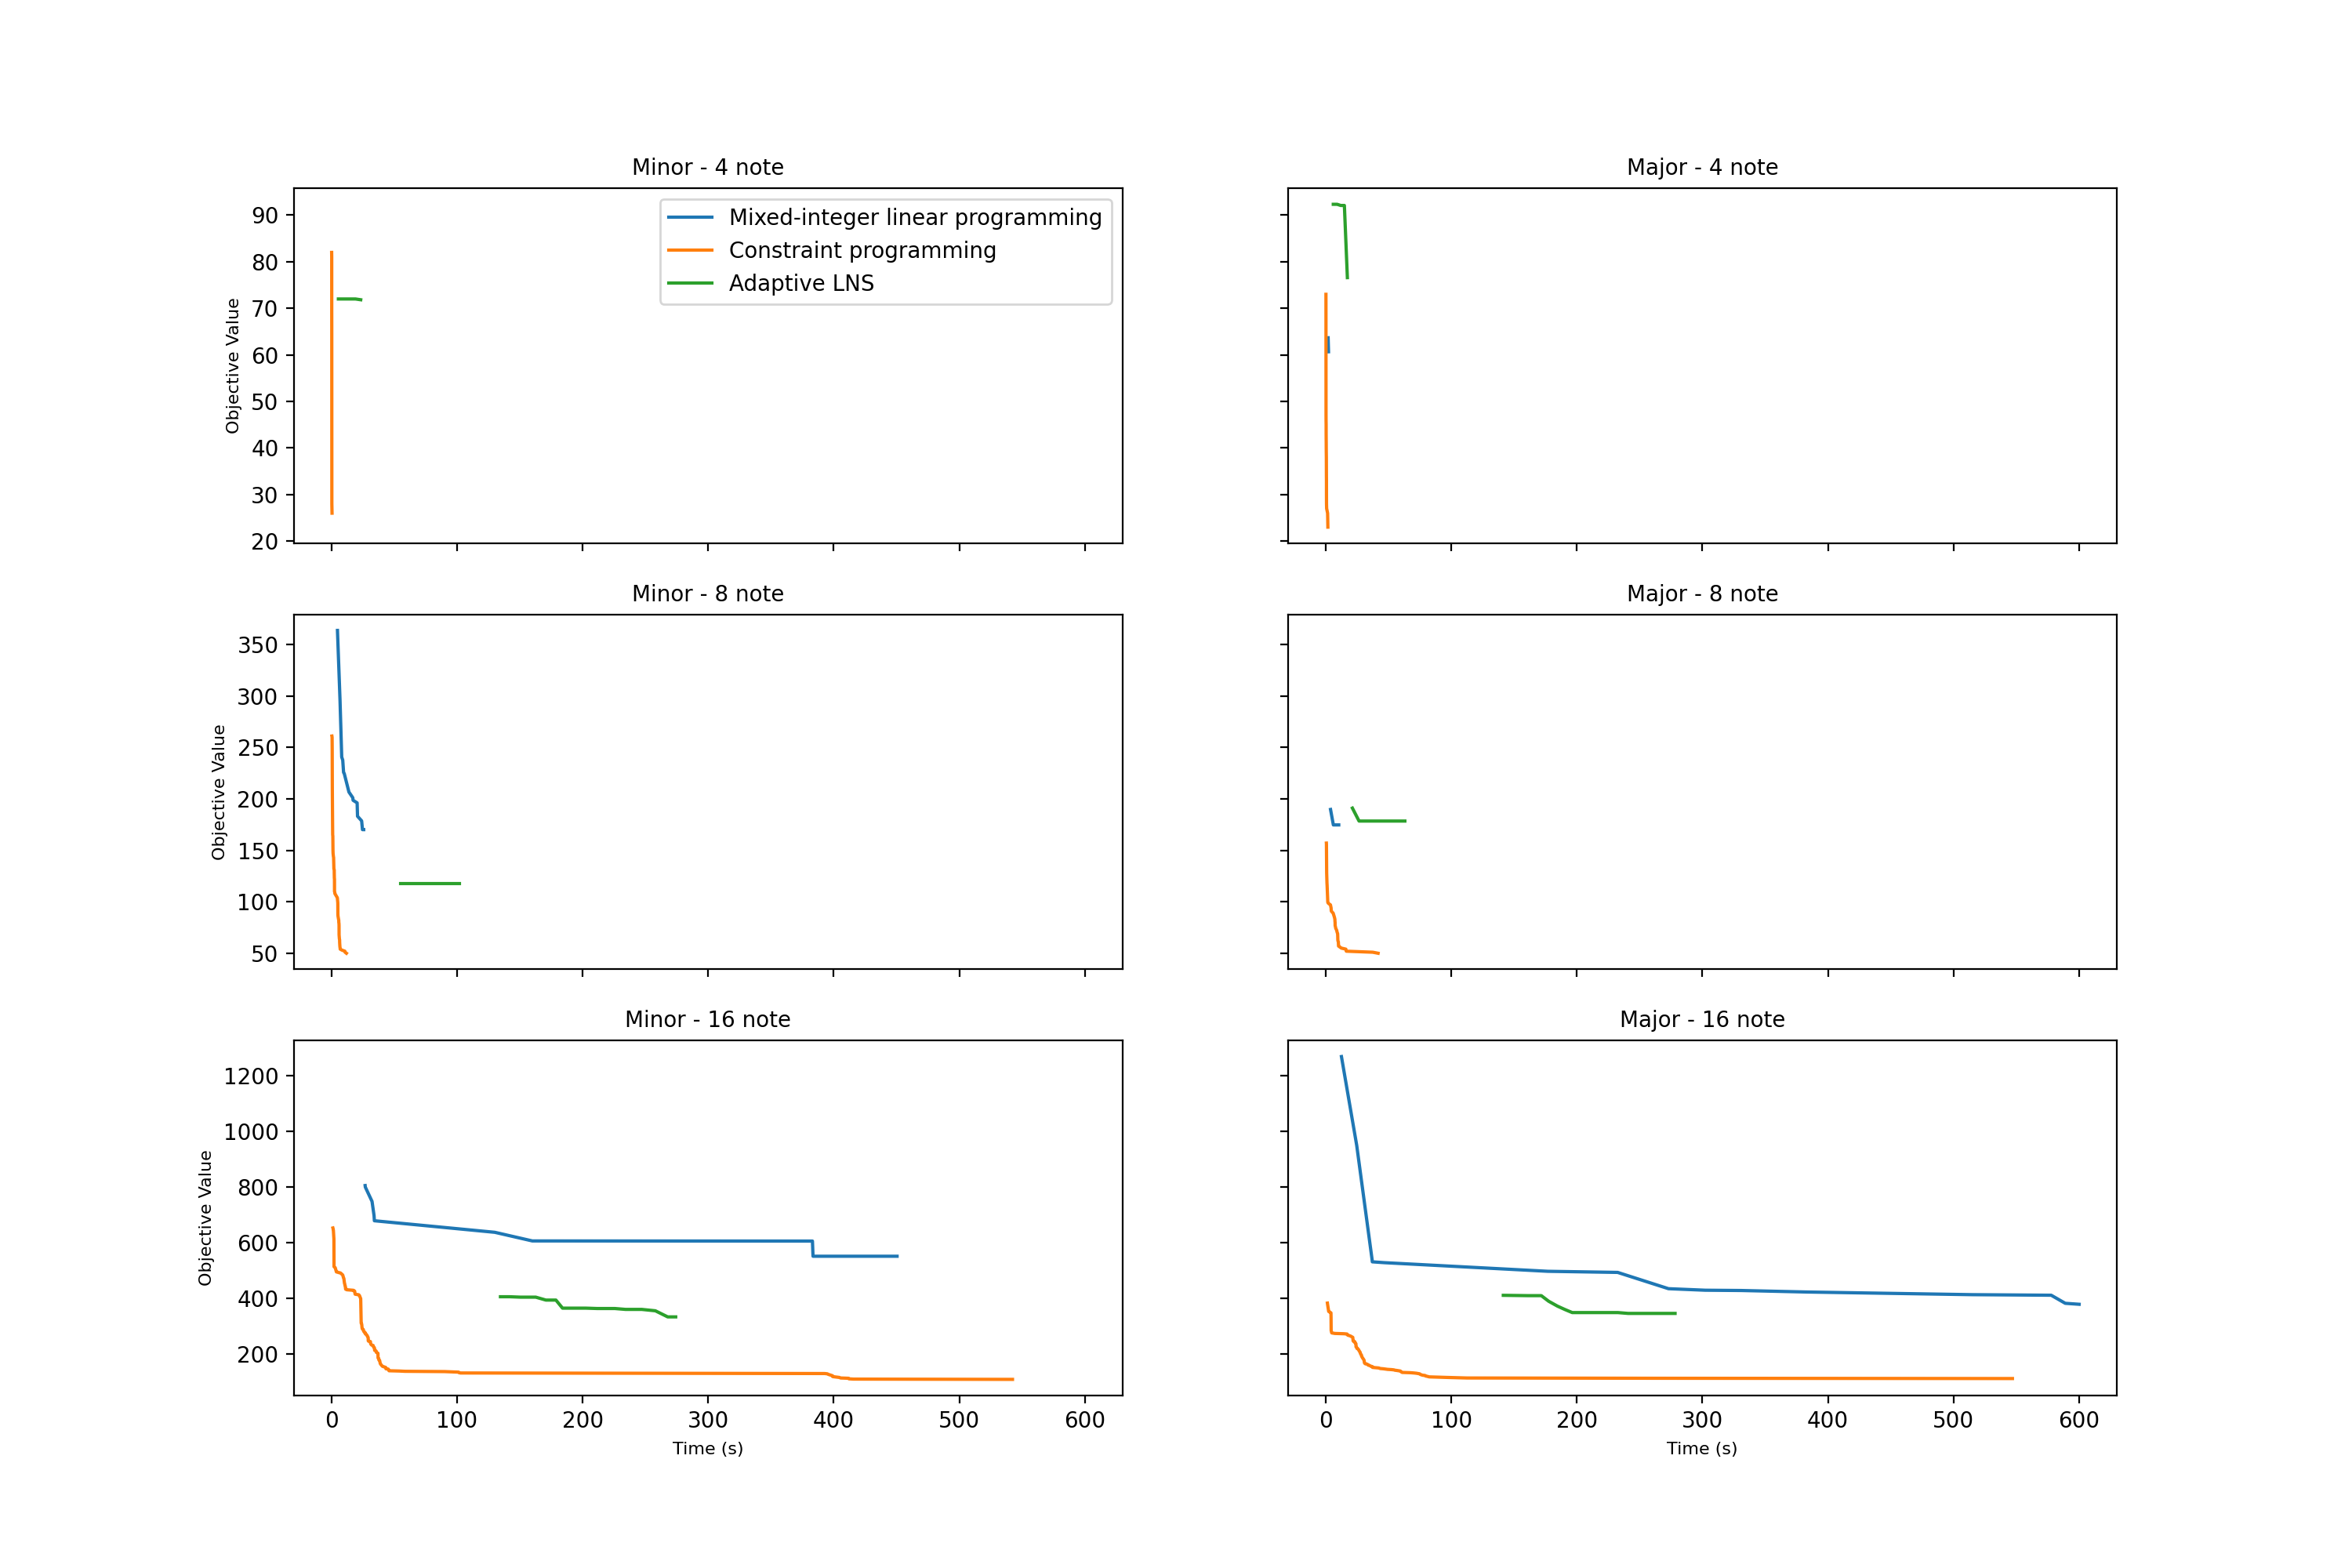 Minor - 4 note
Major - 4 note
90
80
70
60
50
40
30
20
Objective Value
Mixed-integer linear programming
Constraint programming
Adaptive LNS
Minor - 8 note
Major - 8 note
350
300
250
200
150
100
50
Objective Value
Minor - 16 note
Major - 16 note
1200
1000
800
600
400
200
Objective Value
0 100 200 300 400 500 600
0 100 200 300 400 500 600
Time (s)
Time (s)